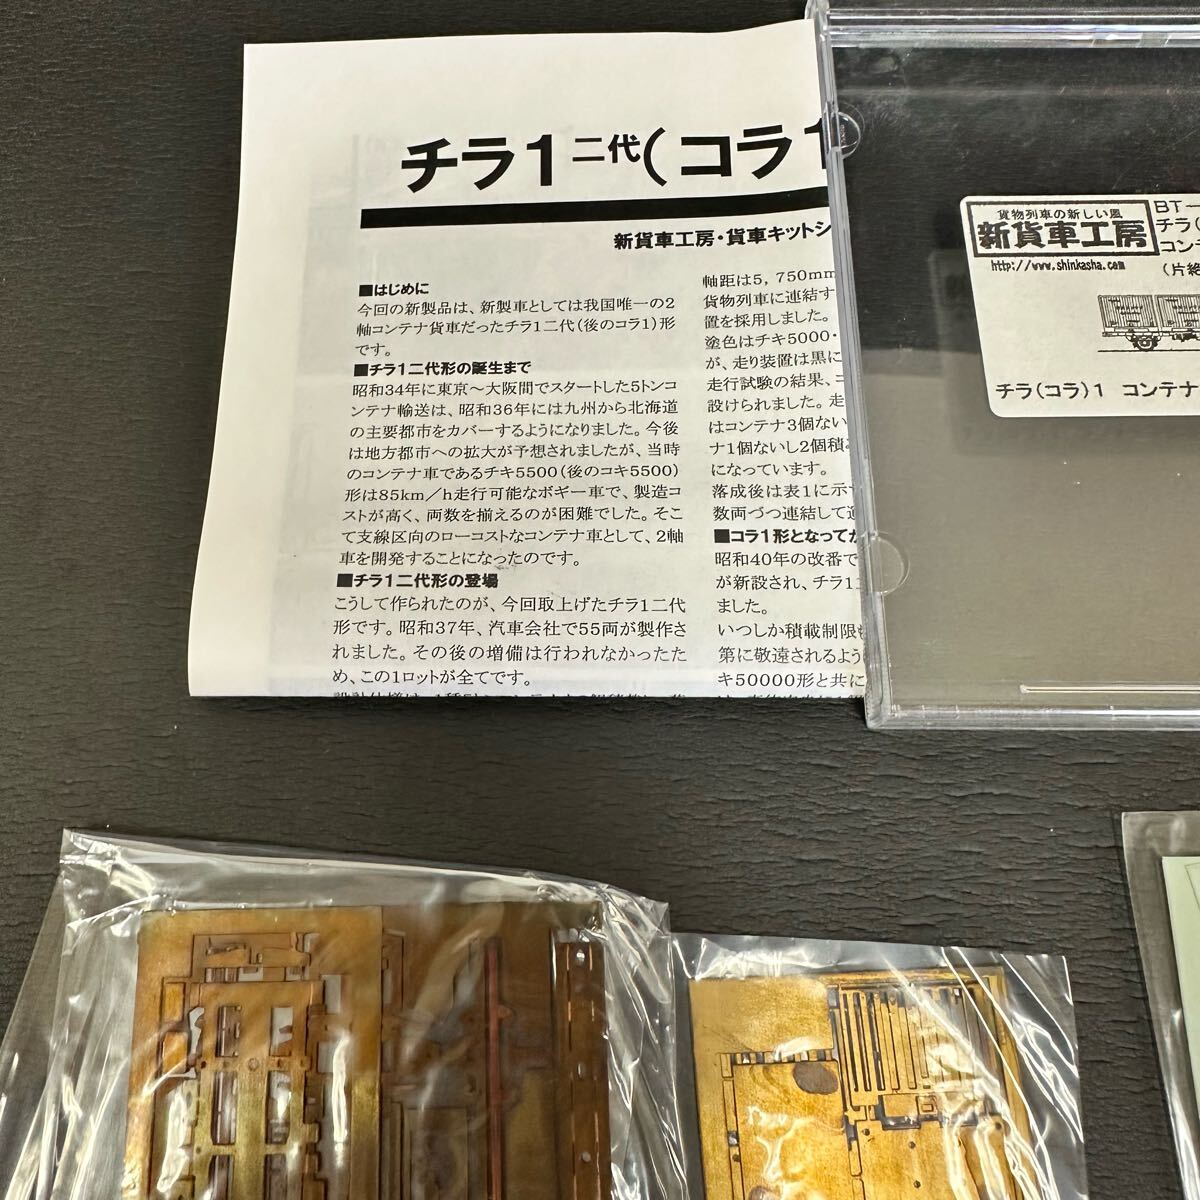 チラ1二代(コラ1
新貨車工房・貨車キットシ
■はじめに
今回の新製品は、新製車としては我国唯一の2
軸コンテナ貨車だったチラ1二代(後のコラ1)形
です。
■チラ1二代形の誕生まで
昭和34年に東京～大阪間でスタートした5トンコ
ンテナ輸送は、昭和36年には九州から北海道
の主要都市をカバーするようになりました。今後
は地方都市への拡大が予想されましたが、当時
のコンテナ車であるチキ5500(後のコキ5500)
形は85km/h走行可能なボギー車で、製造コ
ストが高く、両数を揃えるのが困難でした。そこ
で支線区向のローコストなコンテナ車として、2軸
車を開発することになったのです。
■チラ1二代形の登場
こうして作られたのが、今回取上げたチラ1二代
形です。昭和37年、汽車会社で55両が製作さ
れました。その後の増備は行われなかったた
め、この1ロットが全てです。
軸距は5, 750mm
貨物列車に連結す
置を採用しました。
塗色はチキ5000・
が、走り装置は黒に
走行試験の結果、
設けられました。走
はコンテナ3個ない
ナ1個ないし2個積
になっています。
落成後は表1に示
数両づつ連結して
■コラ1形となってか
昭和40年の改番で
が新設され、チラ1
ました。
いつしか積載制限
第に敬遠されるよう
キ50000形と共に
貨物列車の新しい風
新貨車工房
http://www.shinkasha.com
BT-
チラ(
コンテ
(片絶
チラ(コラ)1 コンテナ